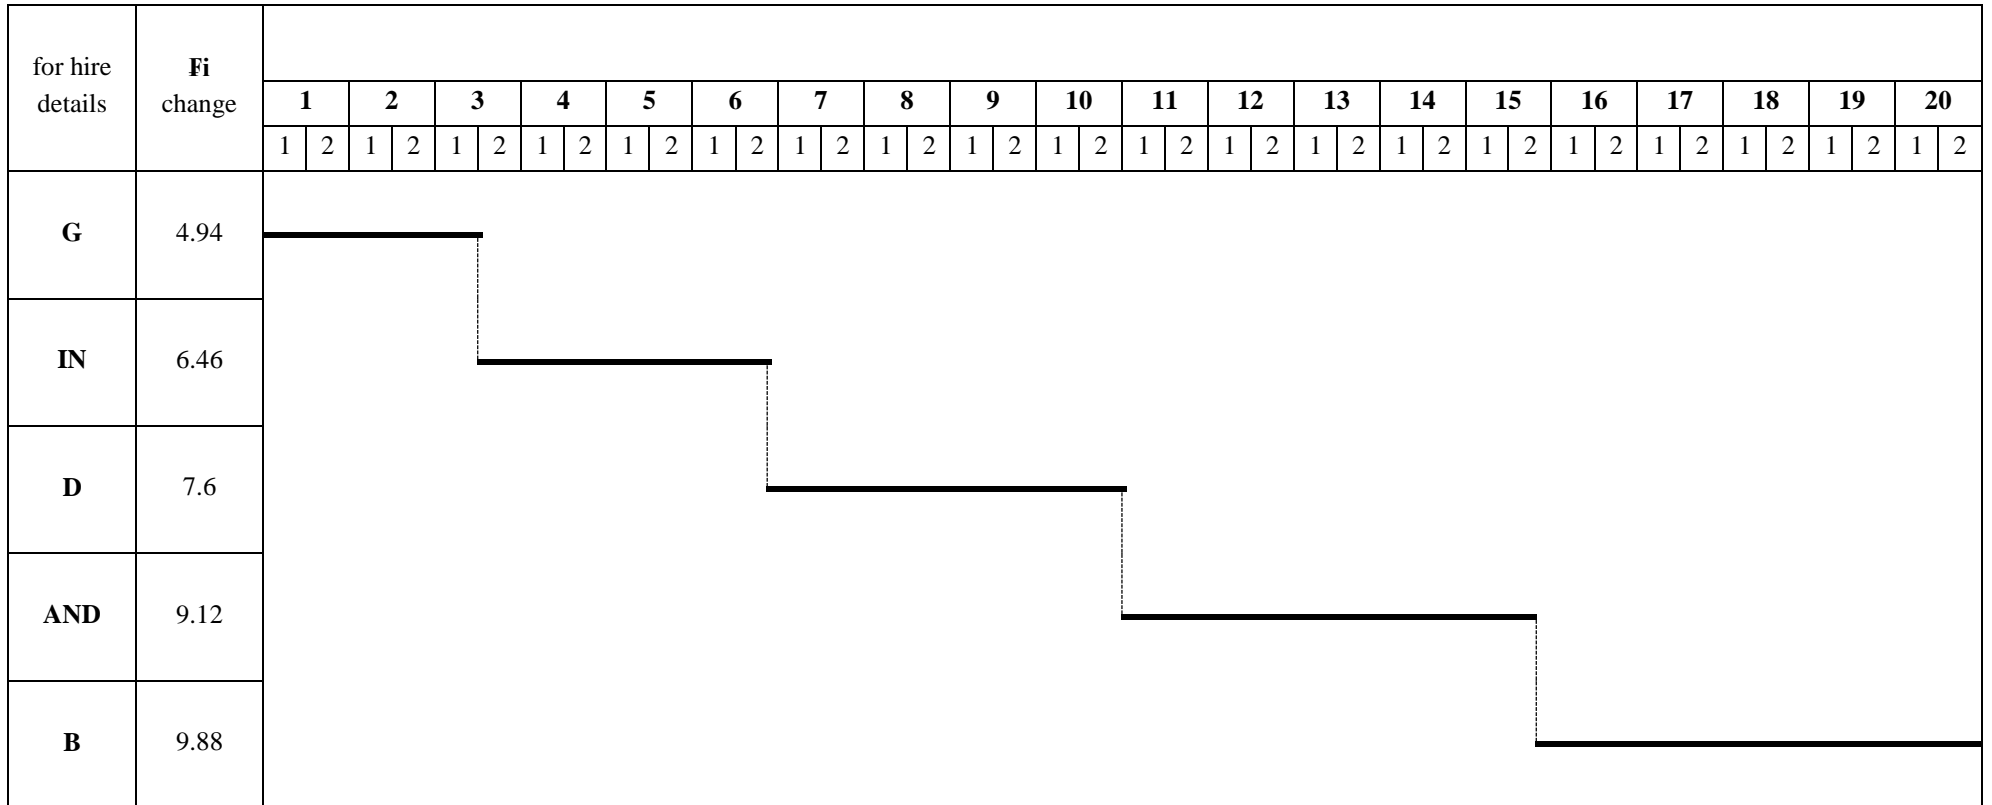 for hire details
Fi change
1 2 3 4 5 6 7 8 9 10 11 12 13 14 15 16 17 18 19 20
1 2 1 2 1 2 1 2 1 2 1 2 1 2 1 2 1 2 1 2 1 2 1 2 1 2 1 2 1 2 1 2 1 2 1 2 1 2 1 2
G 4.94
IN 6.46
D 7.6
AND 9.12
B 9.88